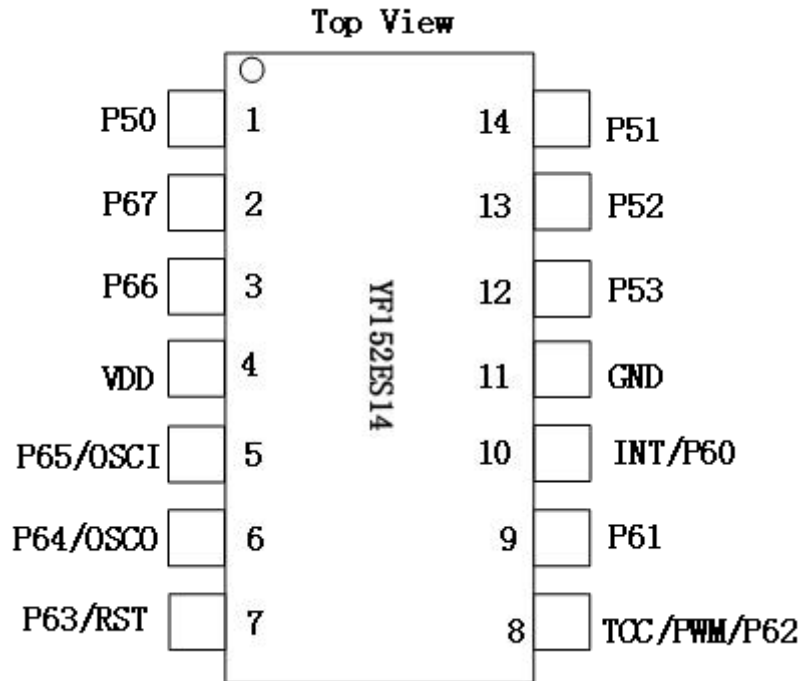 Top View
P50 1 14 P51
P67 2 13 P52
P66 3 12 P53
VDD 4 11 GND
P65/OSCI 5 10 INT/P60
P64/OSCO 6 9 P61
P63/RST 7 8 TCC/PWM/P62
YF152ES14